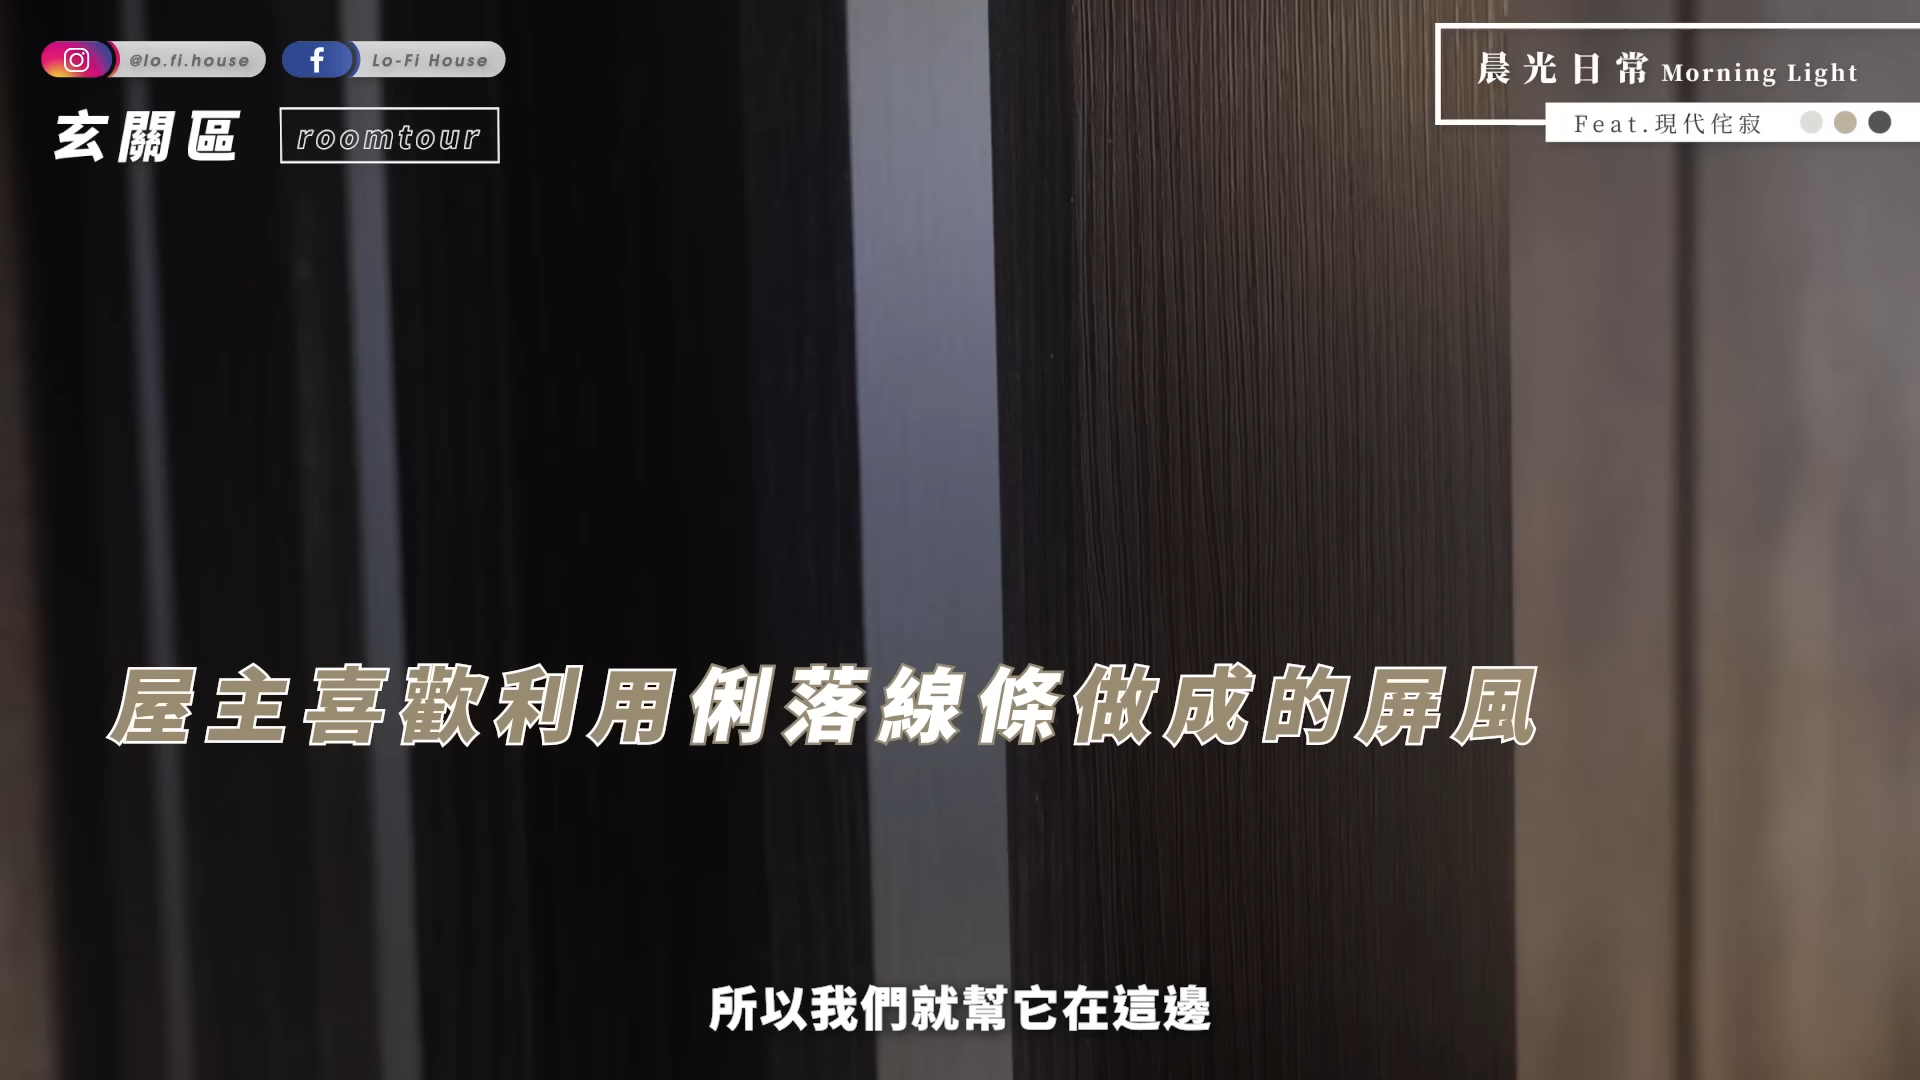 @lo.fi.house
Lo-Fi House
玄關區
roomtour
晨光日常 Morning Light
Feat.現代侘寂
屋主喜歡利用俐落線條做成的屏風
所以我們就幫它在這邊